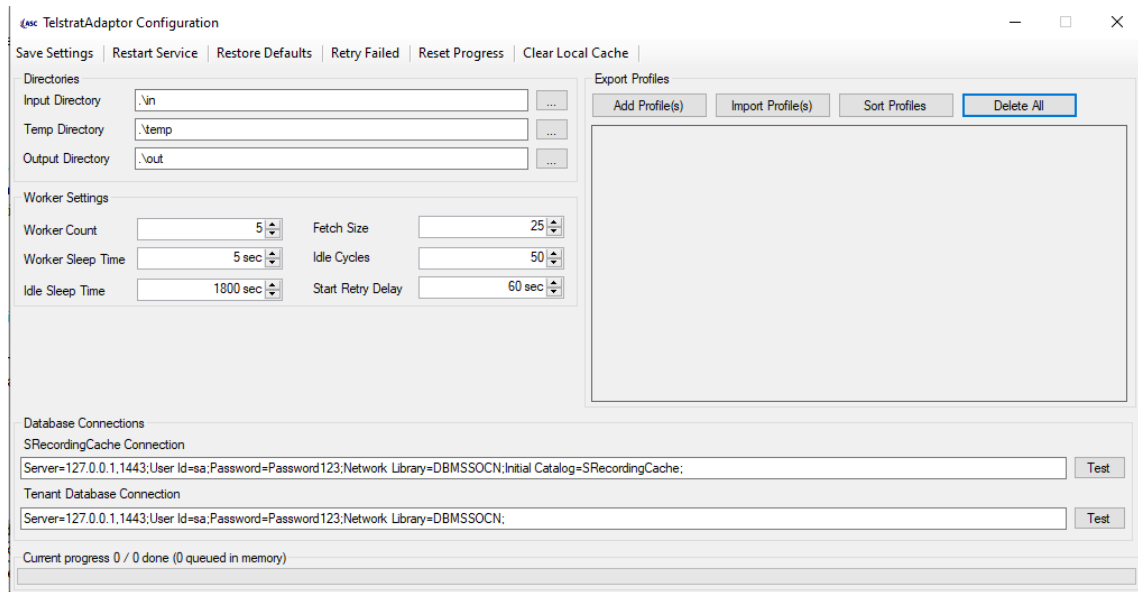 ASC TelstratAdaptor Configuration
Save Settings Restart Service Restore Defaults Retry Failed Reset Progress Clear Local Cache
Directories
Input Directory .\in ...
Temp Directory .\temp ...
Output Directory .\out ...
Worker Settings
Worker Count 5 Fetch Size 25
Worker Sleep Time 5 sec Idle Cycles 50
Idle Sleep Time 1800 sec Start Retry Delay 60 sec
Export Profiles
Add Profile(s) Import Profile(s) Sort Profiles Delete All
Database Connections
SRecordingCache Connection
Server=127.0.0.1,1443;User Id=sa;Password=Password123;Network Library=DBMSSOCN;Initial Catalog=SRecordingCache; Test
Tenant Database Connection
Server=127.0.0.1,1443;User Id=sa;Password=Password123;Network Library=DBMSSOCN; Test
Current progress 0 / 0 done (0 queued in memory)